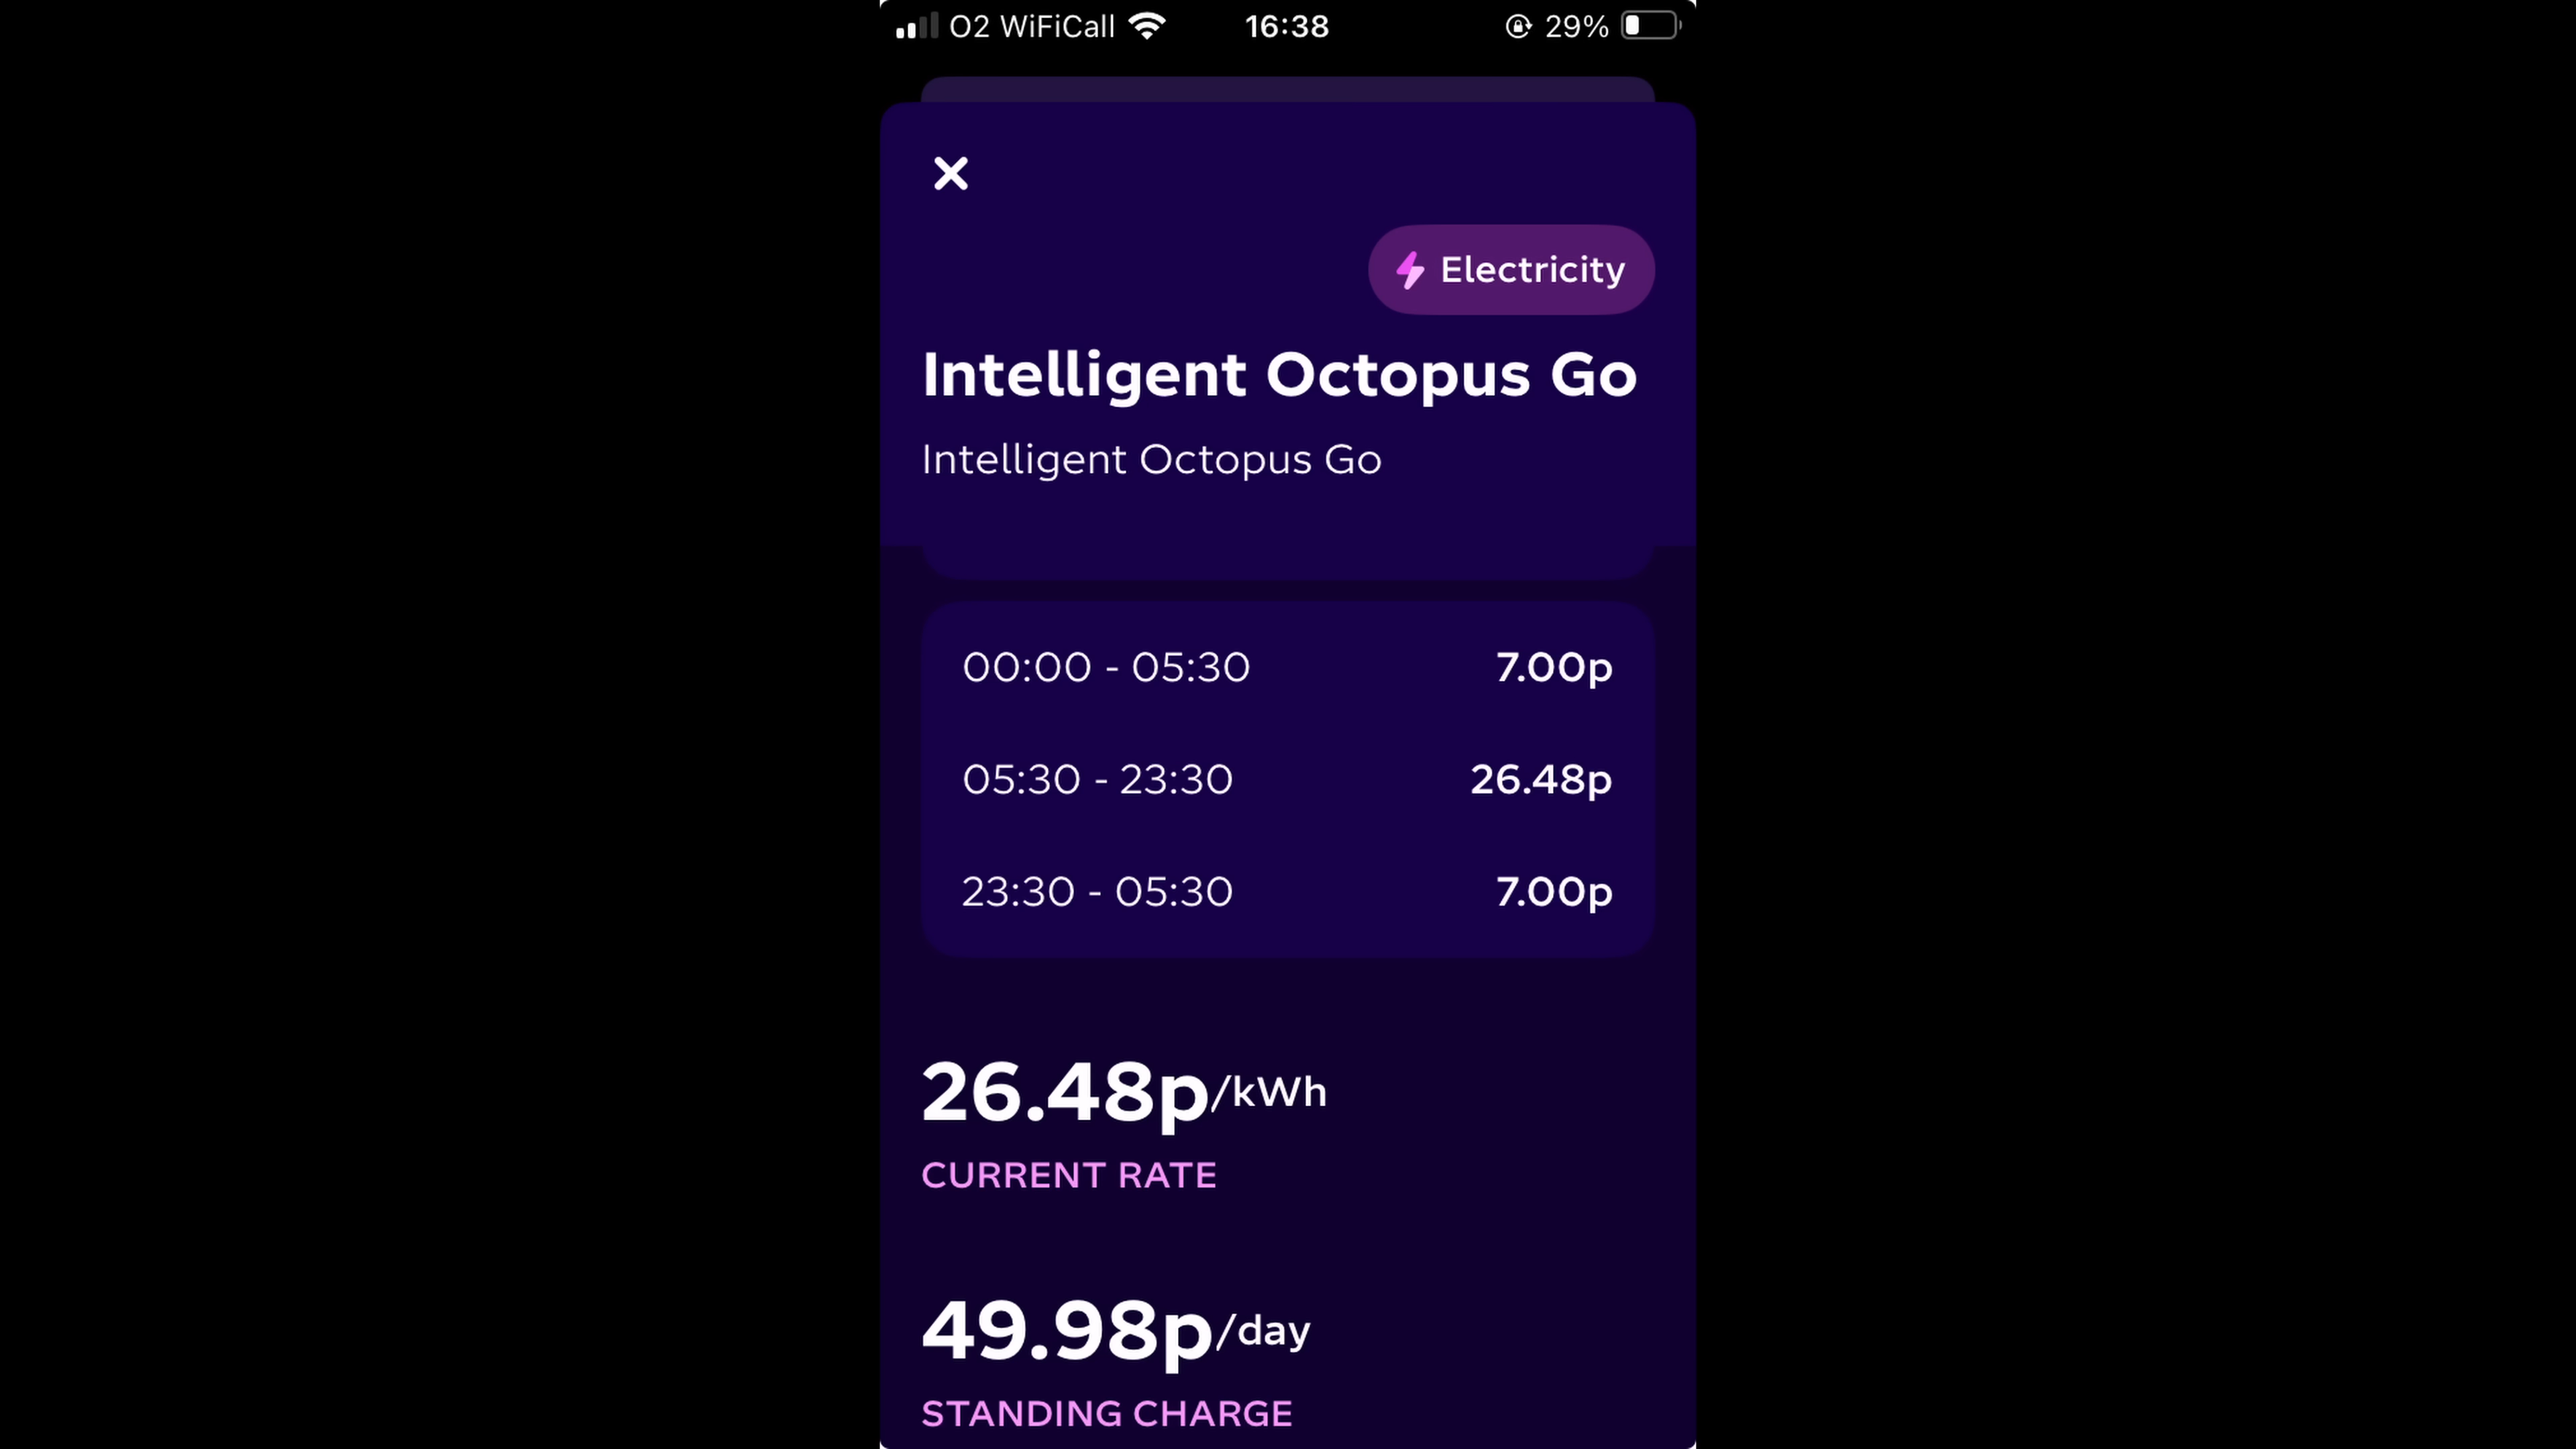 O2 WiFiCall 16:38 29%
Electricity
Intelligent Octopus Go
Intelligent Octopus Go
00:00 - 05:30 7.00p
05:30 - 23:30 26.48p
23:30 - 05:30 7.00p
26.48p/kWh
CURRENT RATE
49.98p/day
STANDING CHARGE